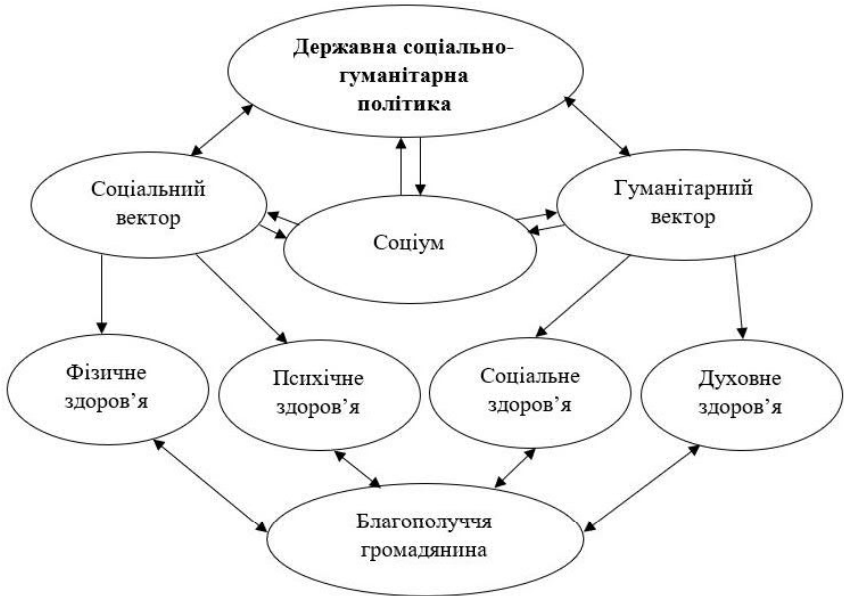 Державна соціально-
гуманітарна
політика
Соціальний
вектор
Гуманітарний
вектор
Соціум
Фізичне
здоров’я
Психічне
здоров’я
Соціальне
здоров’я
Духовне
здоров’я
Благополуччя
громадянина